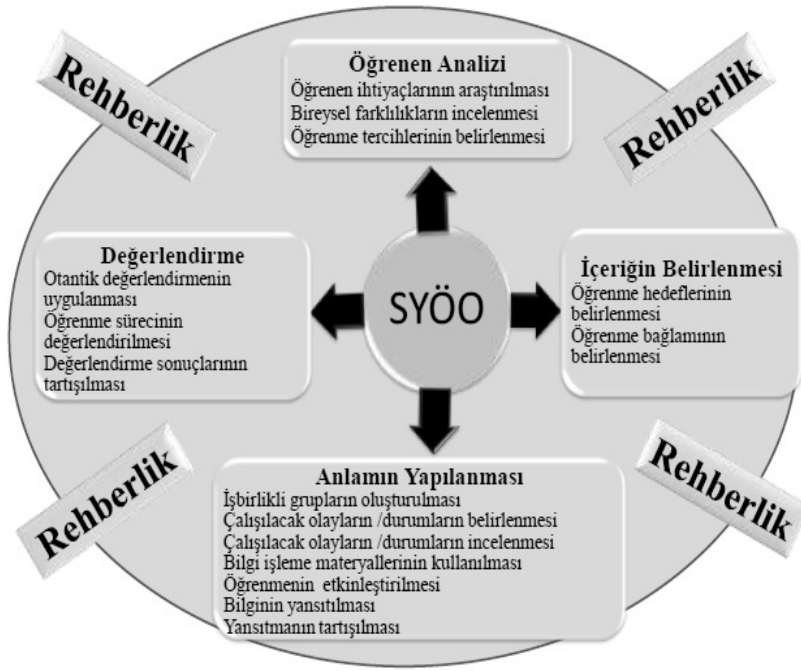 Rehberlik
Rehberlik
Öğrenen Analizi
Öğrenen ihtiyaçlarının araştırılması
Bireysel farklılıkların incelenmesi
Öğrenme tercihlerinin belirlenmesi
Değerlendirme
Otantik değerlendirmenin
uygulanması
Öğrenme sürecinin
değerlendirilmesi
Değerlendirme sonuçlarının
tartışılması
SYÖO
İçeriğin Belirlenmesi
Öğrenme hedeflerinin
belirlenmesi
Öğrenme bağlamının
belirlenmesi
Anlamın Yapılanması
İşbirlikli grupların oluşturulması
Çalışılacak olayların /durumların belirlenmesi
Çalışılacak olayların /durumların incelenmesi
Bilgi işleme materyallerinin kullanılması
Öğrenmenin etkinleştirilmesi
Bilginin yansıtılması
Yansıtmanın tartışılması
Rehberlik
Rehberlik